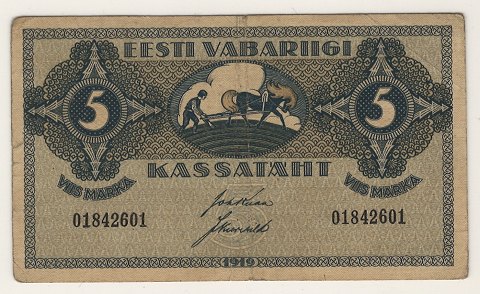 EESTI VABARIIGI
5 5
KASSATÄHT
VIIS MARKA VIIS MARKA
01842601 01842601
1919